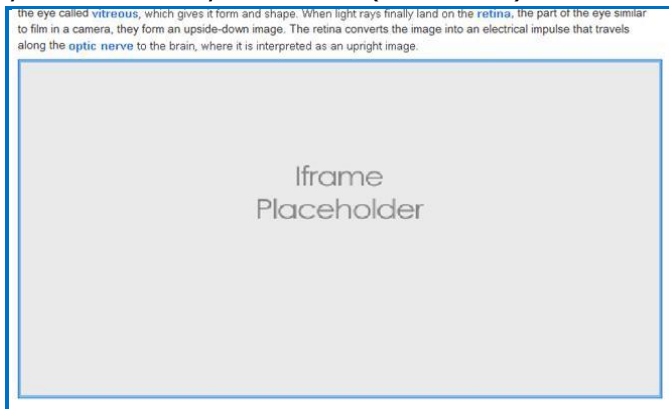 the eye called vitreous, which gives it form and shape. When light rays finally land on the retina, the part of the eye similar
to film in a camera, they form an upside-down image. The retina converts the image into an electrical impulse that travels
along the optic nerve to the brain, where it is interpreted as an upright image.
Iframe
Placeholder